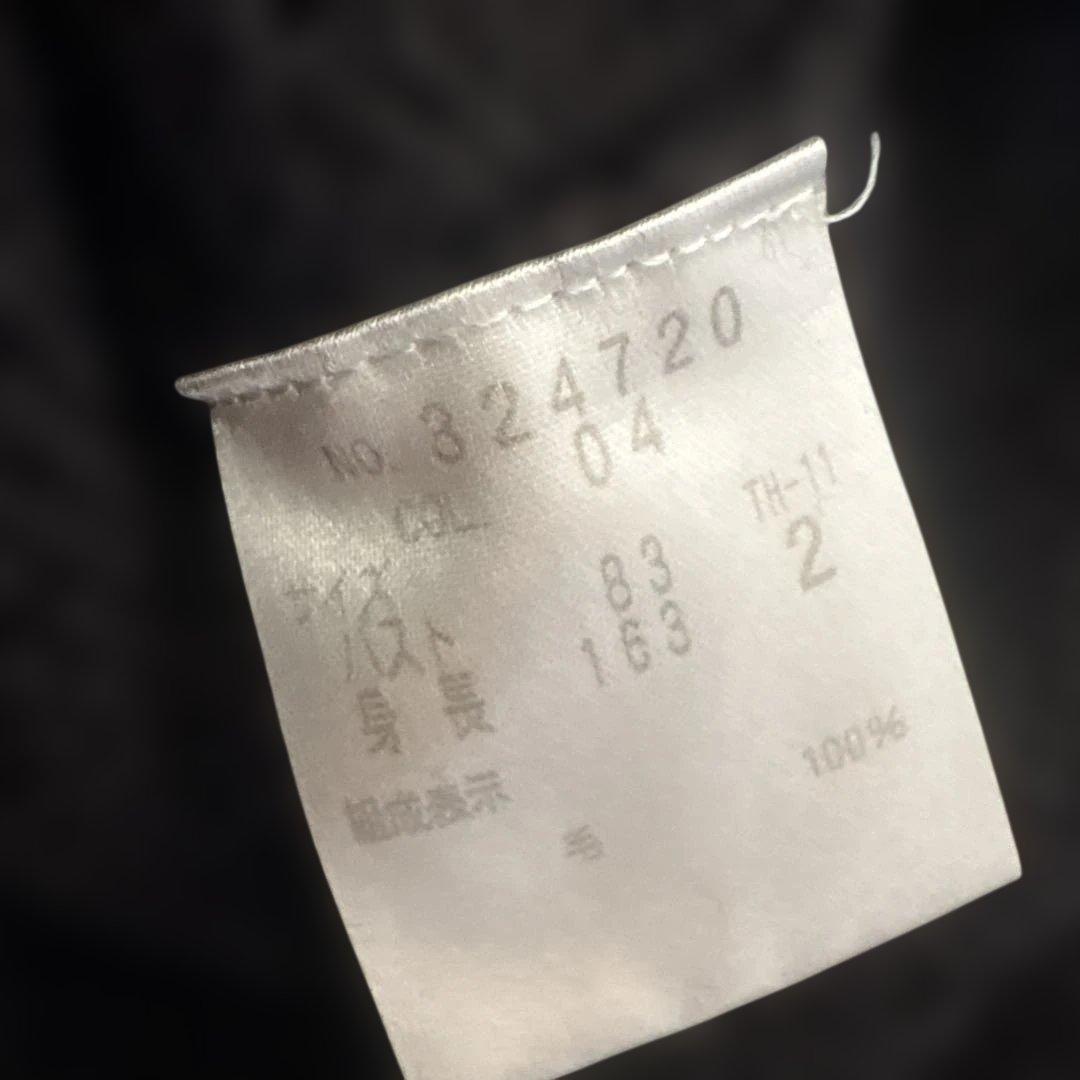 NO. 324720
COL. 04
TH-11
サイズ 2
バスト 83
身長 163
組成表示
毛 100%